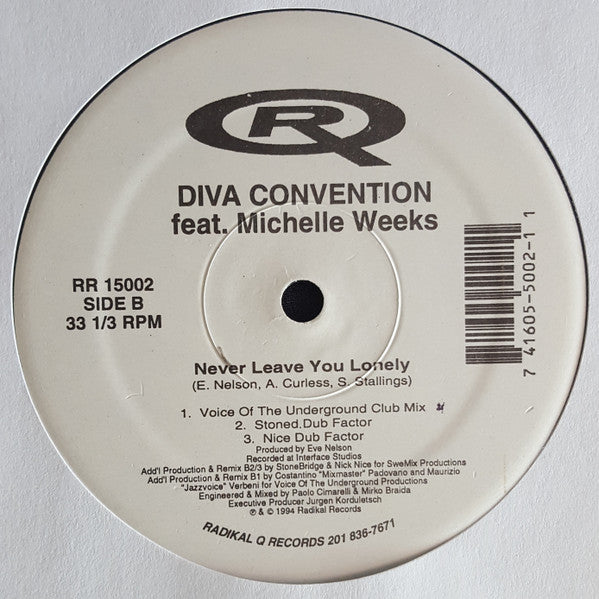 RQ
DIVA CONVENTION
feat. Michelle Weeks
RR 15002
SIDE B
33 1/3 RPM
7 41605-5002-1 1
Never Leave You Lonely
(E. Nelson, A. Curless, S. Stallings)
1. Voice Of The Underground Club Mix
2. Stoned.Dub Factor
3. Nice Dub Factor
Produced by Eve Nelson
Recorded at Interface Studios
Add'l Production & Remix B2/3 by StoneBridge & Nick Nice for SweMix Productions
Add'l Production & Remix B1 by Costantino "Mixmaster" Padovano and Maurizio
"Jazzvoice" Verbeni for Voice Of The Underground Productions
Engineered & Mixed by Paolo Cimarelli & Mirko Braida
Executive Producer Jurgen Korduletsch
℗ & © 1994 Radikal Records
RADIKAL Q RECORDS 201 836-7671